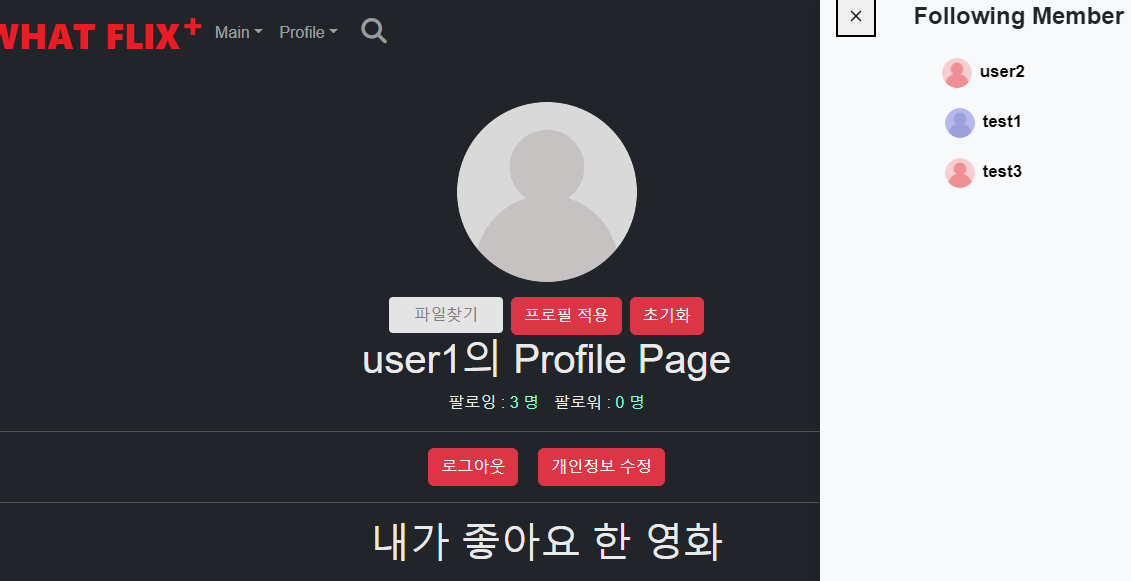 WHAT FLIX+ Main Profile
파일찾기 프로필 적용 초기화
user1의 Profile Page
팔로잉 : 3 명 팔로워 : 0 명
로그아웃 개인정보 수정
내가 좋아요 한 영화
× Following Member
user2
test1
test3